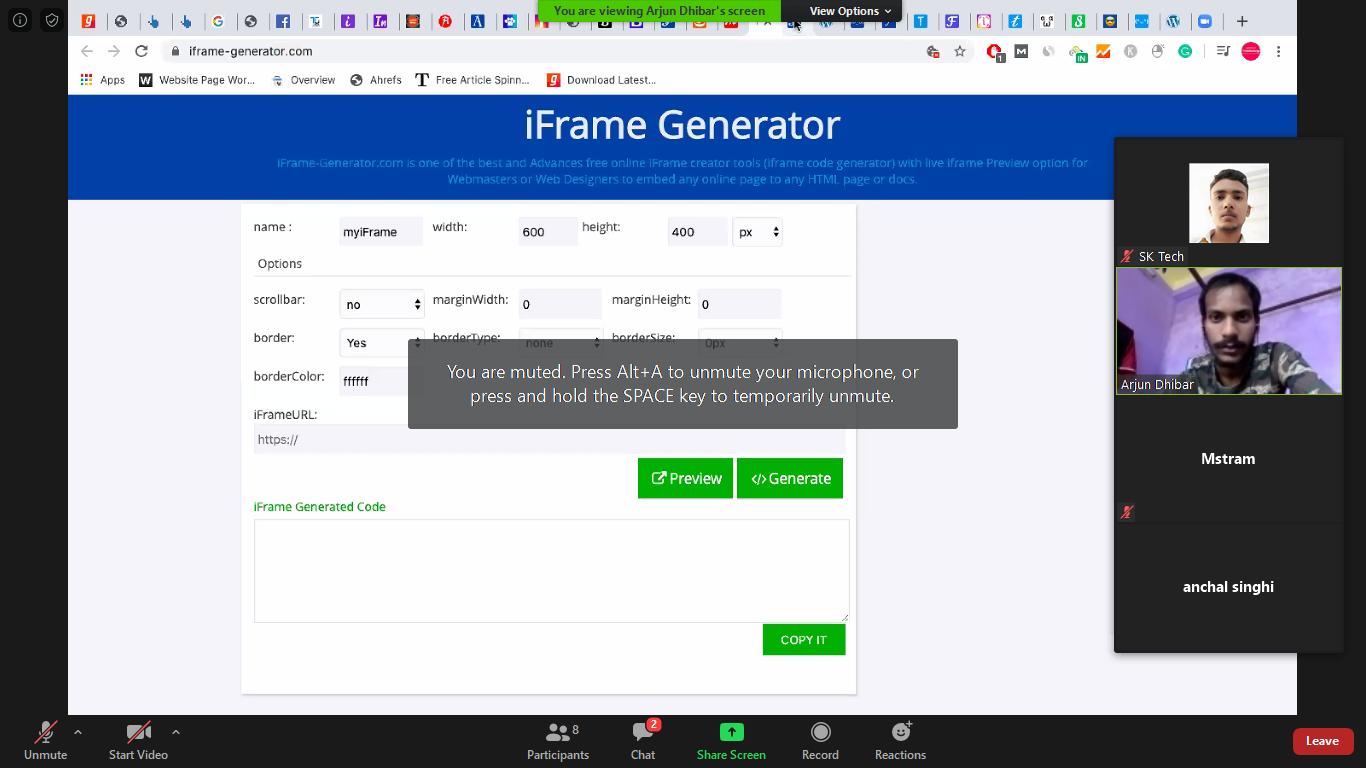 You are viewing Arjun Dhibar's screen
View Options
iframe-generator.com
Apps
Website Page Wor...
Overview
Ahrefs
Free Article Spinn...
Download Latest...
iFrame Generator
iFrame-Generator.com is one of the best and Advances free online iFrame creator tools (iframe code generator) with live iframe Preview option for
Webmasters or Web Designers to embed any online page to any HTML page or docs.
name : myiFrame width: 600 height: 400 px
Options
scrollbar: no marginWidth: 0 marginHeight: 0
border: Yes borderType: none borderSize: 0px
borderColor: ffffff
You are muted. Press Alt+A to unmute your microphone, or
press and hold the SPACE key to temporarily unmute.
iFrameURL:
https://
Preview
</> Generate
iFrame Generated Code
COPY IT
SK Tech
Arjun Dhibar
Mstram
anchal singhi
Unmute
Start Video
Participants 8
Chat 2
Share Screen
Record
Reactions
Leave